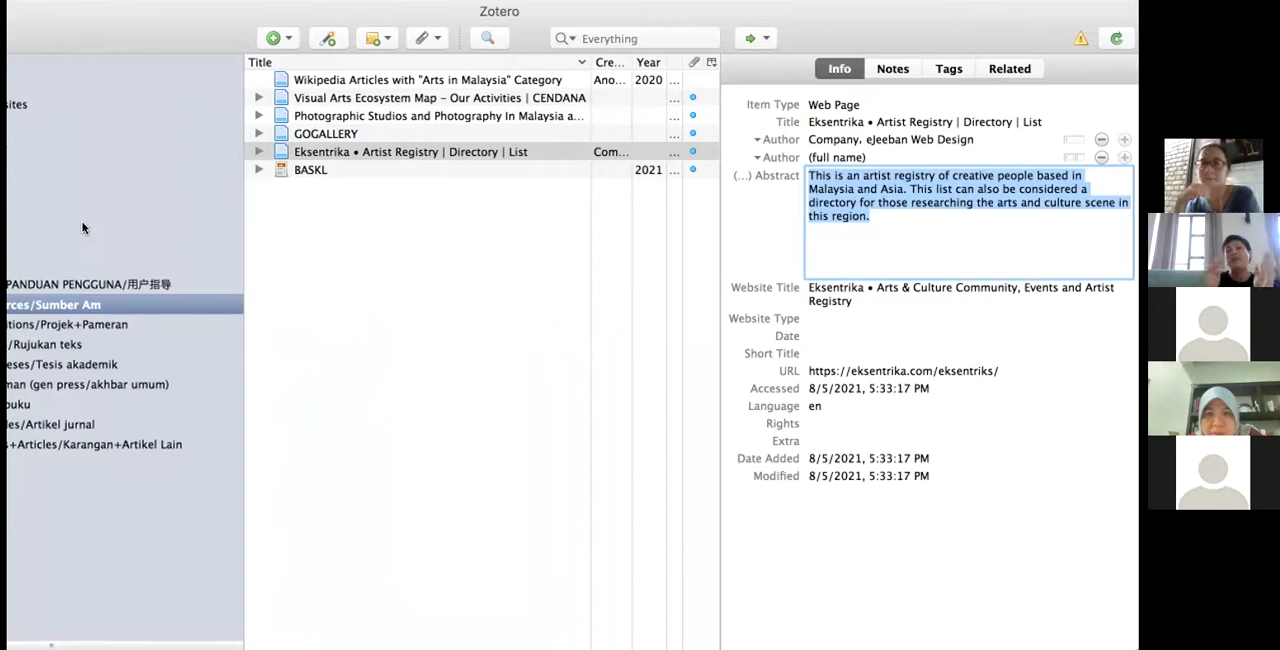 Zotero
Everything
Title
Cre...
Year
Info
Notes
Tags
Related
sites
PANDUAN PENGGUNA/用户指导
rces/Sumber Am
itions/Projek+Pameran
/Rujukan teks
eses/Tesis akademik
man (gen press/akhbar umum)
buku
les/Artikel jurnal
s+Articles/Karangan+Artikel Lain
Wikipedia Articles with "Arts in Malaysia" Category Ano... 2020 ...
Visual Arts Ecosystem Map – Our Activities | CENDANA ...
Photographic Studios and Photography In Malaysia a... ...
GOGALLERY ...
Eksentrika • Artist Registry | Directory | List Com... ...
BASKL 2021 ...
Item Type Web Page
Title Eksentrika • Artist Registry | Directory | List
Author Company, eJeeban Web Design
Author (full name)
(...) Abstract This is an artist registry of creative people based in
Malaysia and Asia. This list can also be considered a
directory for those researching the arts and culture scene in
this region.
Website Title Eksentrika • Arts & Culture Community, Events and Artist
Registry
Website Type
Date
Short Title
URL https://eksentrika.com/eksentriks/
Accessed 8/5/2021, 5:33:17 PM
Language en
Rights
Extra
Date Added 8/5/2021, 5:33:17 PM
Modified 8/5/2021, 5:33:17 PM